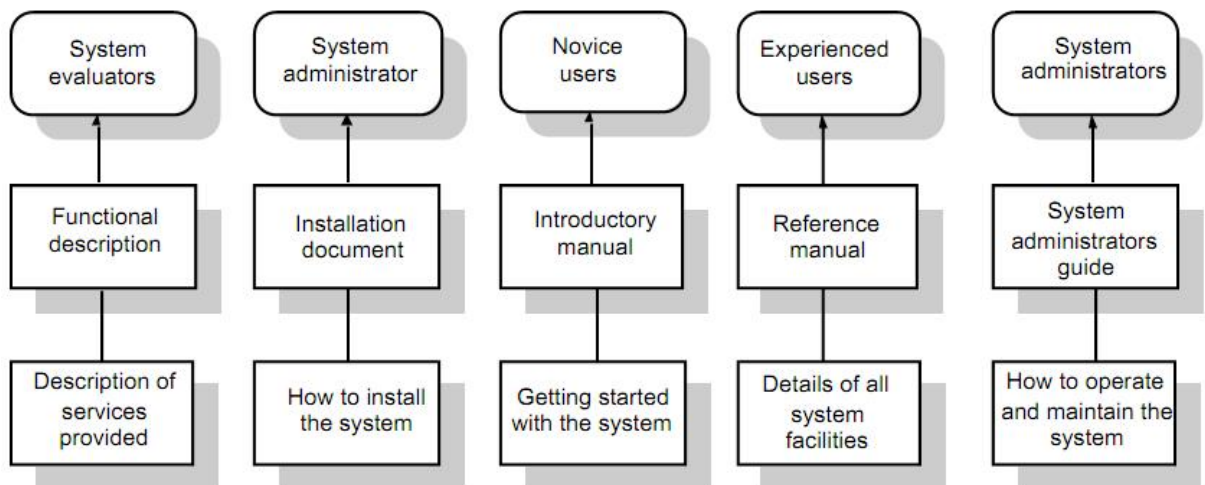 System
evaluators
System
administrator
Novice
users
Experienced
users
System
administrators
Functional
description
Installation
document
Introductory
manual
Reference
manual
System
administrators
guide
Description of
services
provided
How to install
the system
Getting started
with the system
Details of all
system
facilities
How to operate
and maintain the
system